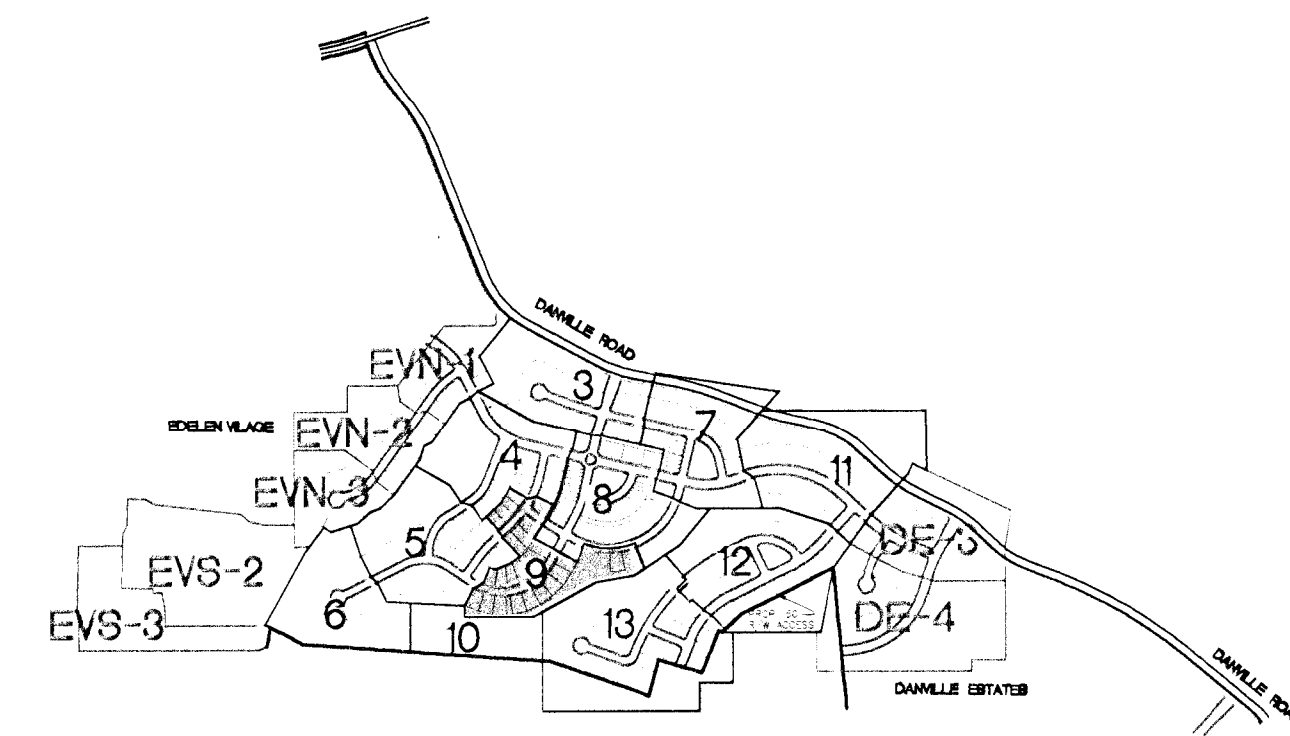 DANVILLE ROAD
EVN-1
3
7
EDELEN VILLAGE
EVN-2
4
11
EVN-3
8
DE-3
5
EVS-2
9
12
6
DE-4
EVS-3
10
13
PROP. 50'
R/W ACCESS
DANVILLE ESTATES
DANVILLE ROA